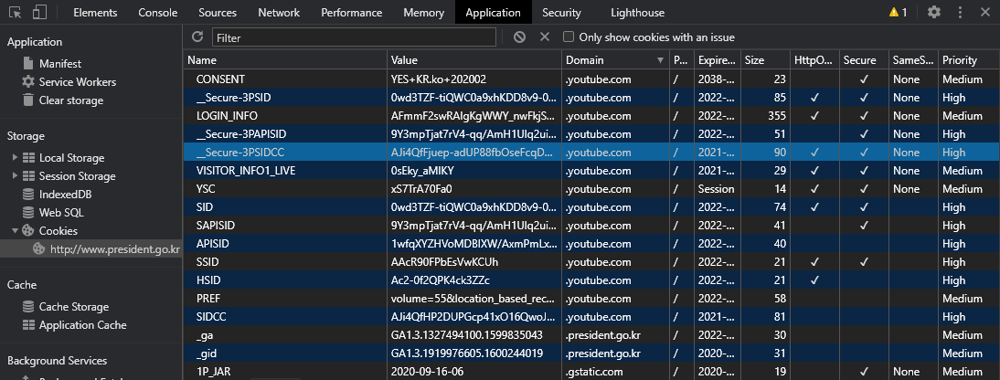 Elements Console Sources Network Performance Memory Application Security Lighthouse 1
Application
Manifest
Service Workers
Clear storage
Storage
Local Storage
Session Storage
IndexedDB
Web SQL
Cookies
http://www.president.go.kr
Cache
Cache Storage
Application Cache
Background Services
Filter Only show cookies with an issue
Name Value Domain P... Expire... Size HttpO... Secure SameS... Priority
CONSENT YES+KR.ko+202002 .youtube.com / 2038-... 23 ✓ None Medium
__Secure-3PSID 0wd3TZF-tiQWC0a9xhKDD8v9-0... .youtube.com / 2022-... 85 ✓ ✓ None High
LOGIN_INFO AFmmF2swRAIgKgWWY_nwFkjS... .youtube.com / 2022-... 355 ✓ ✓ None Medium
__Secure-3PAPISID 9Y3mpTjat7rV4-qq/AmH1UIq2ui... .youtube.com / 2022-... 51 ✓ None High
__Secure-3PSIDCC AJi4QfFjuep-adUP88fbOseFcqD... .youtube.com / 2021-... 90 ✓ ✓ None High
VISITOR_INFO1_LIVE 0sEky_aMIKY .youtube.com / 2021-... 29 ✓ ✓ None Medium
YSC xS7TrA70Fa0 .youtube.com / Session 14 ✓ ✓ None Medium
SID 0wd3TZF-tiQWC0a9xhKDD8v9-0... .youtube.com / 2022-... 74 ✓ ✓ High
SAPISID 9Y3mpTjat7rV4-qq/AmH1UIq2ui... .youtube.com / 2022-... 41 ✓ High
APISID 1wfqXYZHVoMDBIXW/AxmPmLx... .youtube.com / 2022-... 40 High
SSID AAcR90FPbEsVwKCUh .youtube.com / 2022-... 21 ✓ ✓ High
HSID Ac2-0f2QPK4ck3ZZc .youtube.com / 2022-... 21 ✓ High
PREF volume=55&location_based_rec... .youtube.com / 2022-... 58 Medium
SIDCC AJi4QfHP2DUPGcp41xO16QwoJ... .youtube.com / 2021-... 81 High
_ga GA1.3.1327494100.1599835043 .president.go.kr / 2022-... 30 Medium
_gid GA1.3.1919976605.1600244019 .president.go.kr / 2020-... 31 Medium
1P_JAR 2020-09-16-06 .gstatic.com / 2020-... 19 ✓ None Medium